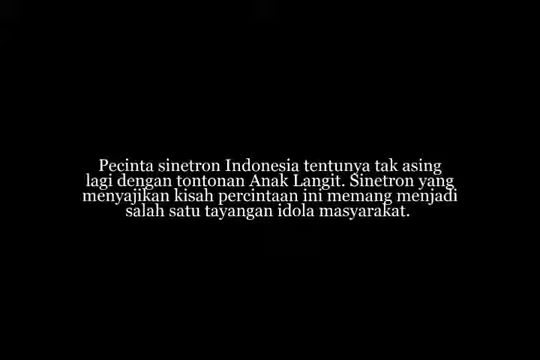 Pecinta sinetron Indonesia tentunya tak asing
lagi dengan tontonan Anak Langit. Sinetron yang
menyajikan kisah percintaan ini memang menjadi
salah satu tayangan idola masyarakat.